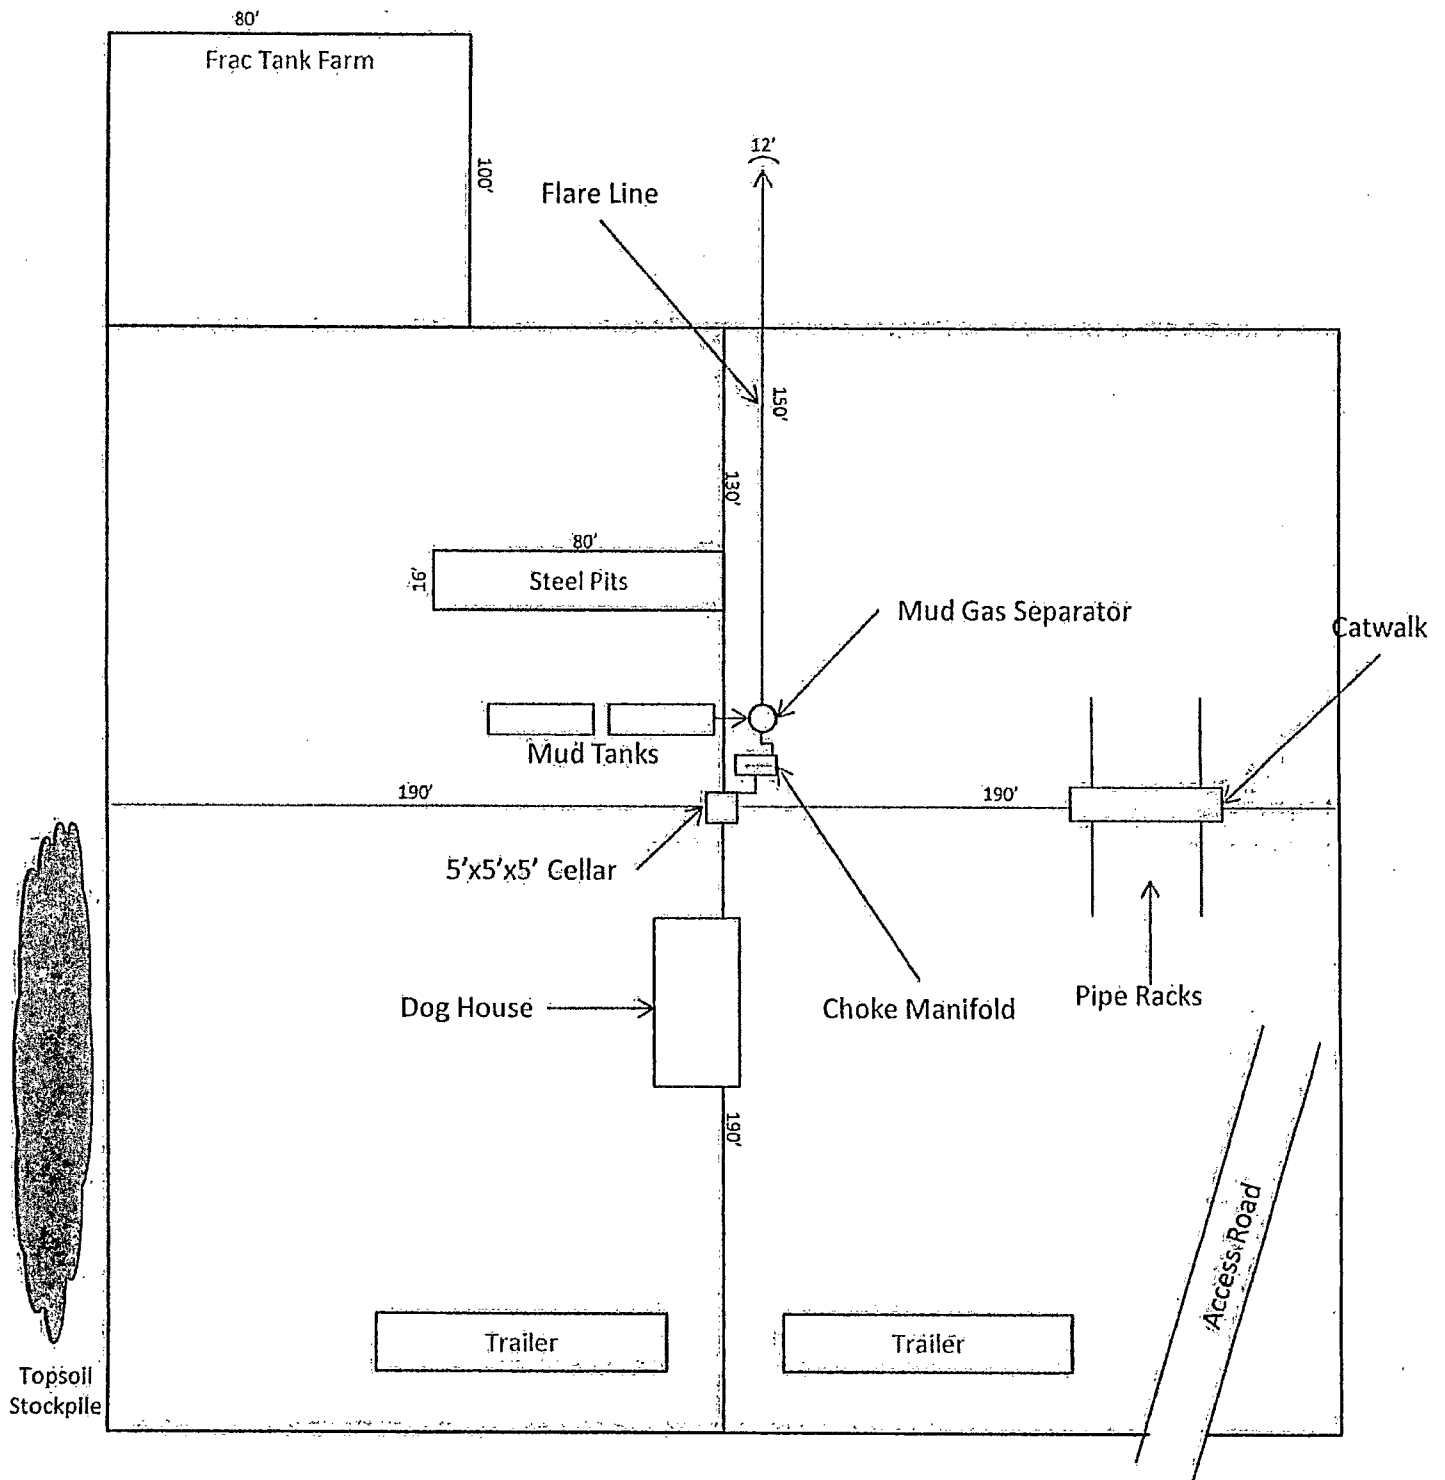 80'
Frac Tank Farm
100'
12'
Flare Line
150'
130'
80'
16'
Steel Pits
Mud Gas Separator
Catwalk
Mud Tanks
190'
190'
5'x5'x5' Cellar
Dog House
Choke Manifold
Pipe Racks
190'
Access Road
Trailer
Trailer
Topsoil
Stockpile